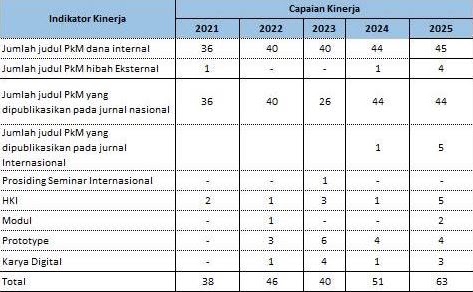 Indikator Kinerja Capaian Kinerja
2021 2022 2023 2024 2025
Jumlah judul PkM dana internal 36 40 40 44 45
Jumlah judul PkM hibah Eksternal 1 - - 1 4
Jumlah judul PkM yang
dipublikasikan pada jurnal nasional 36 40 26 44 44
Jumlah judul PkM yang
dipublikasikan pada jurnal 1 5
Internasional
Prosiding Seminar Internasional - - 1 - -
HKI 2 1 3 1 5
Modul - 1 - - 2
Prototype - 3 6 4 4
Karya Digital - 1 4 1 3
Total 38 46 40 51 63